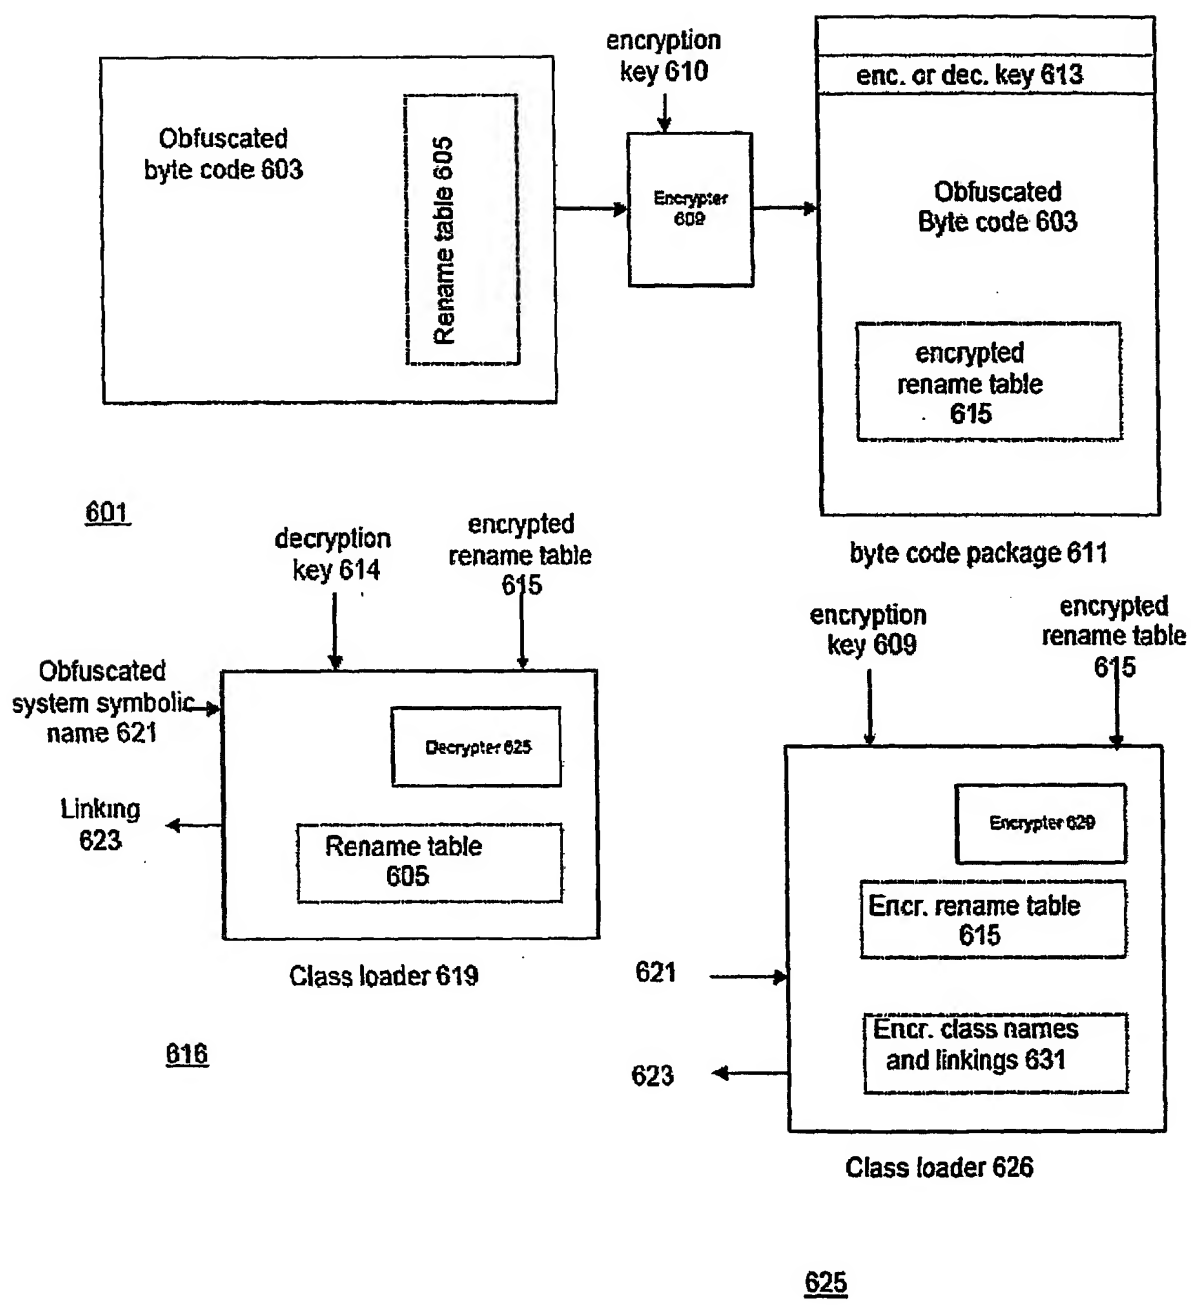 encryption
key 610
enc. or dec. key 613
Obfuscated
byte code 603
Rename table 605
Encrypter
609
Obfuscated
Byte code 603
encrypted
rename table
615
601
byte code package 611
decryption
key 614
encrypted
rename table
615
encryption
key 609
encrypted
rename table
615
Obfuscated
system symbolic
name 621
Decrypter 625
Linking
623
Rename table
605
Class loader 619
616
Encrypter 629
Encr. rename table
615
621
Encr. class names
and linkings 631
623
Class loader 626
625